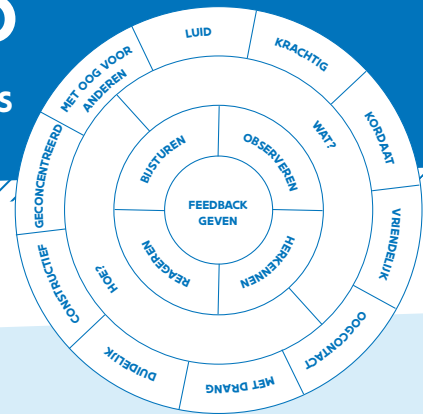 O
S
LUID
KRACHTIG
KORDAAT
VRIENDELIJK
OOGCONTACT
MET DRANG
DUIDELIJK
CONSTRUCTIEF
GECONCENTREERD
MET OOG VOOR
ANDEREN
WAT?
HOE?
OBSERVEREN
HERKENNEN
REAGEREN
BIJSTUREN
FEEDBACK
GEVEN